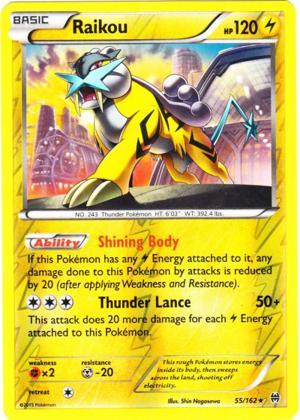 BASIC
Raikou
HP 120
NO. 243 Thunder Pokémon HT. 6'03" WT. 392.4 lbs.
Ability Shining Body
If this Pokémon has any Energy attached to it, any
damage done to this Pokémon by attacks is reduced
by 20 (after applying Weakness and Resistance).
Thunder Lance 50+
This attack does 20 more damage for each
Energy attached to this Pokémon.
weakness
×2
resistance
-20
retreat
This rough Pokémon stores energy
inside its body, then sweeps
across the land, shooting off
electricity.
©2015 Pokémon
Illus. Shin Nagasawa
55/162